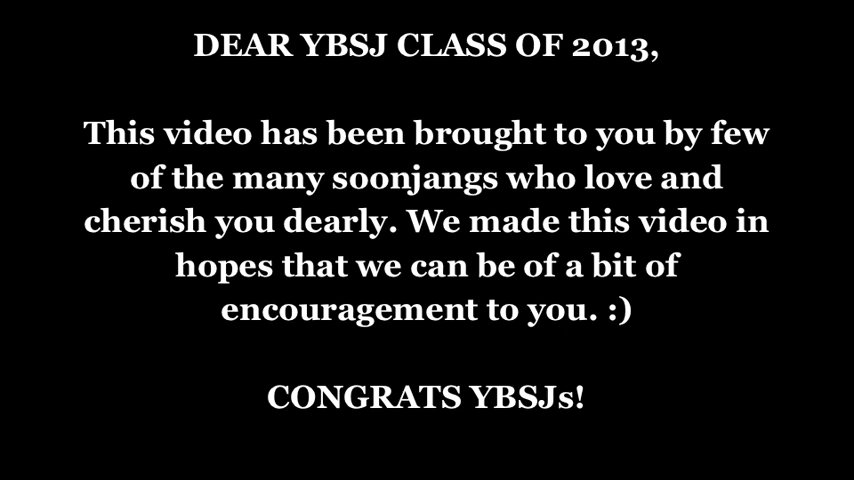 DEAR YBSJ CLASS OF 2013,
This video has been brought to you by few
of the many soonjangs who love and
cherish you dearly. We made this video in
hopes that we can be of a bit of
encouragement to you. :)
CONGRATS YBSJs!